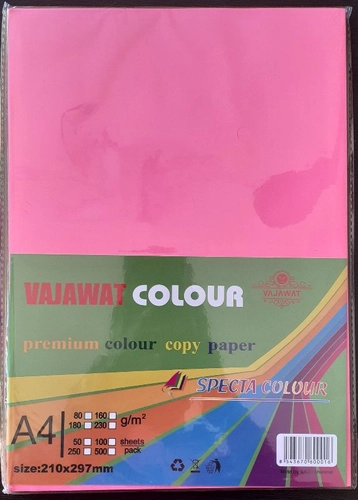 VAJAWAT COLOUR
VAJAWAT
premium colour copy paper
SPECTA COLOUR
A4
80 160
180 230
g/m²
50 100
250 500
sheets
pack
size:210x297mm